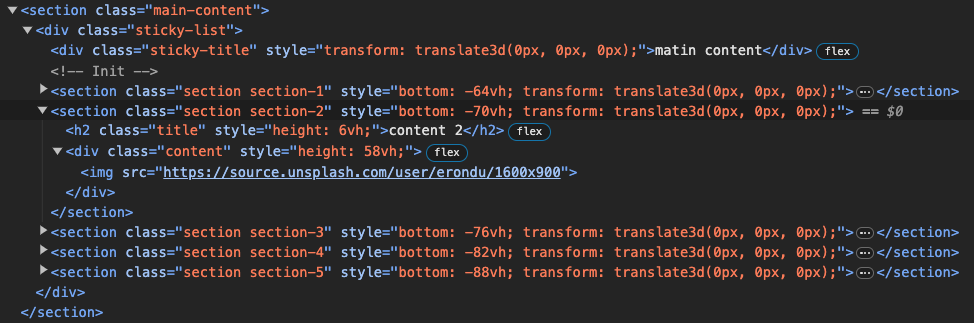 ▼<section class="main-content">
▼<div class="sticky-list">
<div class="sticky-title" style="transform: translate3d(0px, 0px, 0px);">matin content</div> flex
<!-- Init -->
▶<section class="section section-1" style="bottom: -64vh; transform: translate3d(0px, 0px, 0px);">⋯</section>
▼<section class="section section-2" style="bottom: -70vh; transform: translate3d(0px, 0px, 0px);"> == $0
<h2 class="title" style="height: 6vh;">content 2</h2> flex
▼<div class="content" style="height: 58vh;"> flex
<img src="https://source.unsplash.com/user/erondu/1600x900">
</div>
</section>
▶<section class="section section-3" style="bottom: -76vh; transform: translate3d(0px, 0px, 0px);">⋯</section>
▶<section class="section section-4" style="bottom: -82vh; transform: translate3d(0px, 0px, 0px);">⋯</section>
▶<section class="section section-5" style="bottom: -88vh; transform: translate3d(0px, 0px, 0px);">⋯</section>
</div>
</section>